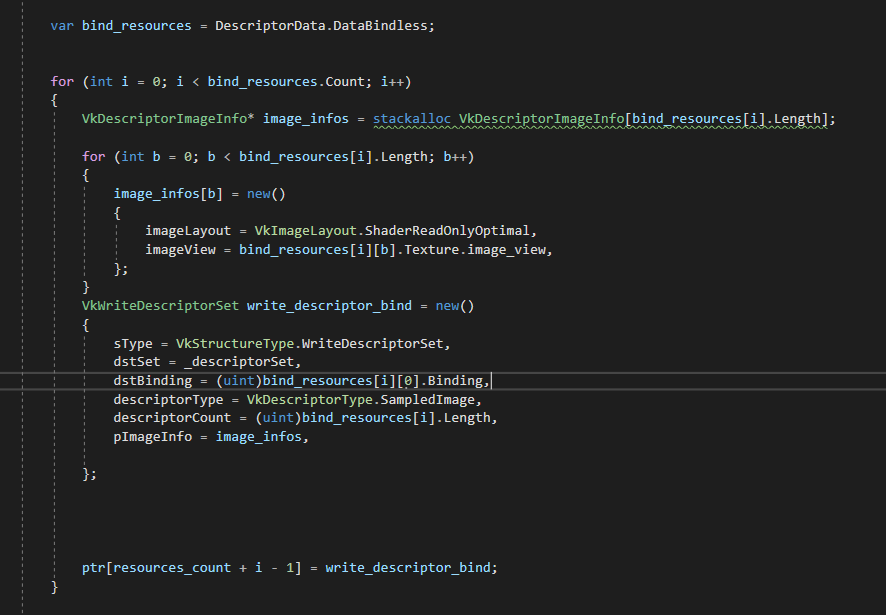 var bind_resources = DescriptorData.DataBindless;
for (int i = 0; i < bind_resources.Count; i++)
{
VkDescriptorImageInfo* image_infos = stackalloc VkDescriptorImageInfo[bind_resources[i].Length];
for (int b = 0; b < bind_resources[i].Length; b++)
{
image_infos[b] = new()
{
imageLayout = VkImageLayout.ShaderReadOnlyOptimal,
imageView = bind_resources[i][b].Texture.image_view,
};
}
VkWriteDescriptorSet write_descriptor_bind = new()
{
sType = VkStructureType.WriteDescriptorSet,
dstSet = _descriptorSet,
dstBinding = (uint)bind_resources[i][0].Binding,
descriptorType = VkDescriptorType.SampledImage,
descriptorCount = (uint)bind_resources[i].Length,
pImageInfo = image_infos,
};
ptr[resources_count + i - 1] = write_descriptor_bind;
}